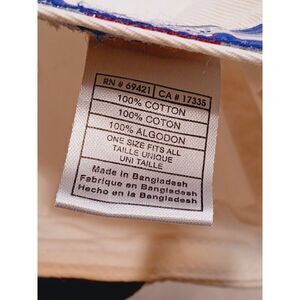 RN # 69421 CA # 17335
100% COTTON
100% COTON
100% ALGODON
ONE SIZE FITS ALL
TAILLE UNIQUE
UNI TAILLE
Made in Bangladesh
Fabrique en Bangladesh
Hecho en la Bangladesh